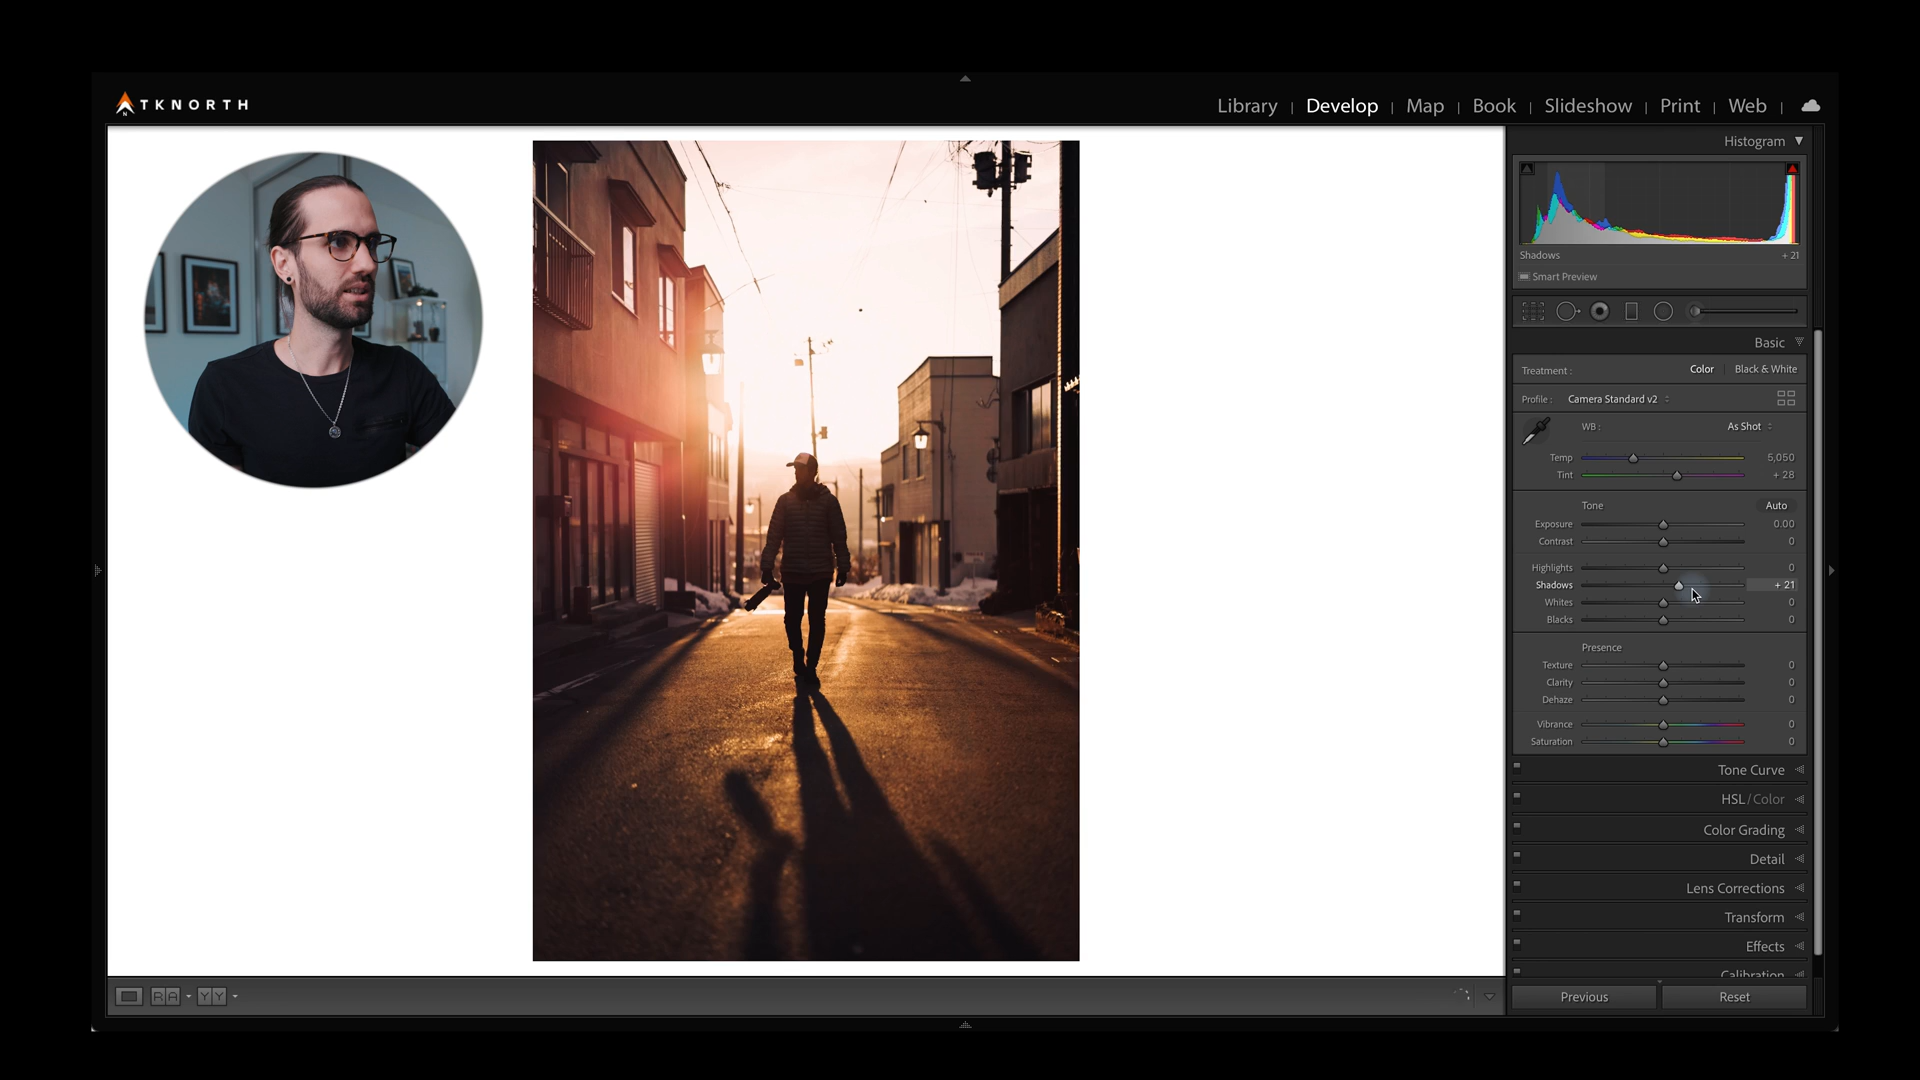 TKNORTH
Library | Develop | Map | Book | Slideshow | Print | Web |
Histogram
Shadows + 21
Smart Preview
Basic
Treatment : Color Black & White
Profile : Camera Standard v2
WB : As Shot
Temp 5,050
Tint + 28
Tone Auto
Exposure 0.00
Contrast 0
Highlights 0
Shadows + 21
Whites 0
Blacks 0
Presence
Texture 0
Clarity 0
Dehaze 0
Vibrance 0
Saturation 0
Tone Curve
HSL / Color
Color Grading
Detail
Lens Corrections
Transform
Effects
Calibration
RA YY
Previous Reset